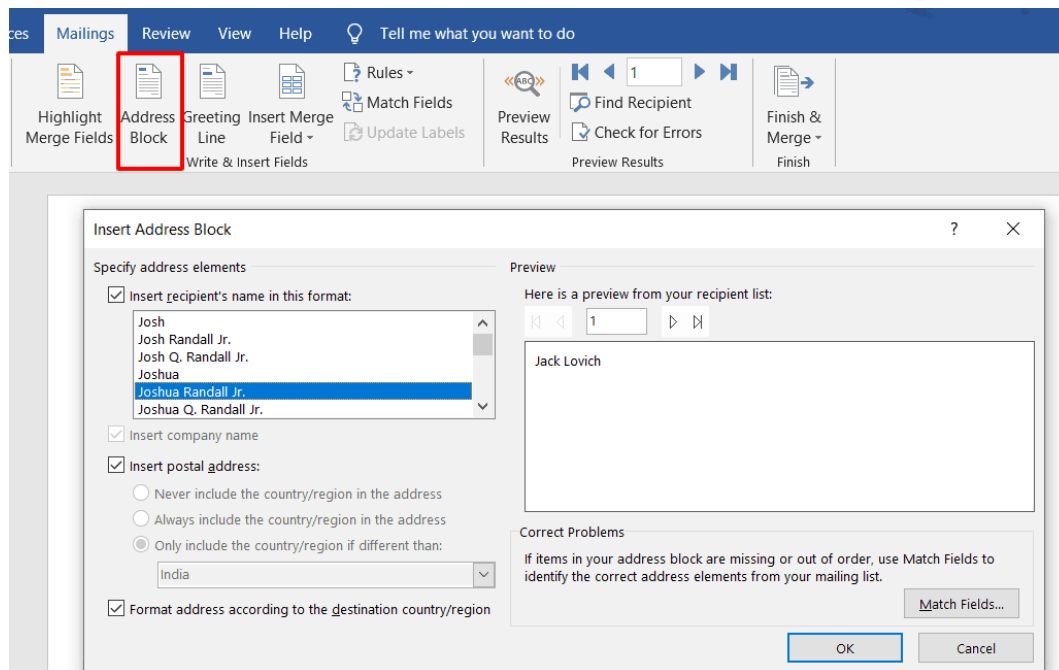 ces Mailings Review View Help Tell me what you want to do
Highlight Merge Fields
Address Block
Greeting Line
Insert Merge Field
Rules
Match Fields
Update Labels
Write & Insert Fields
«ABC»
Preview Results
1
Find Recipient
Check for Errors
Preview Results
Finish & Merge
Finish
Insert Address Block ?
Specify address elements
Insert recipient's name in this format:
Josh
Josh Randall Jr.
Josh Q. Randall Jr.
Joshua
Joshua Randall Jr.
Joshua Q. Randall Jr.
Insert company name
Insert postal address:
Never include the country/region in the address
Always include the country/region in the address
Only include the country/region if different than:
India
Format address according to the destination country/region
Preview
Here is a preview from your recipient list:
1
Jack Lovich
Correct Problems
If items in your address block are missing or out of order, use Match Fields to
identify the correct address elements from your mailing list.
Match Fields...
OK Cancel